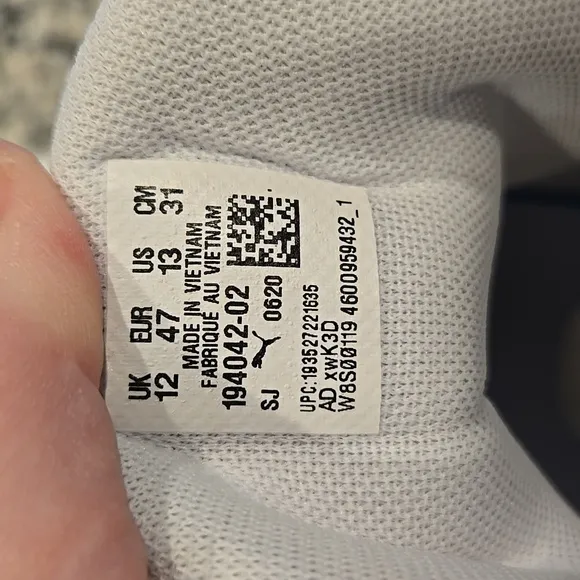 UK EUR US CM
12 47 13 31
MADE IN VIETNAM
FABRIQUÉ AU VIETNAM
194042-02
SJ 0620
UPC:193527221635
AD xwK3D
W8S00119 4600959432_1